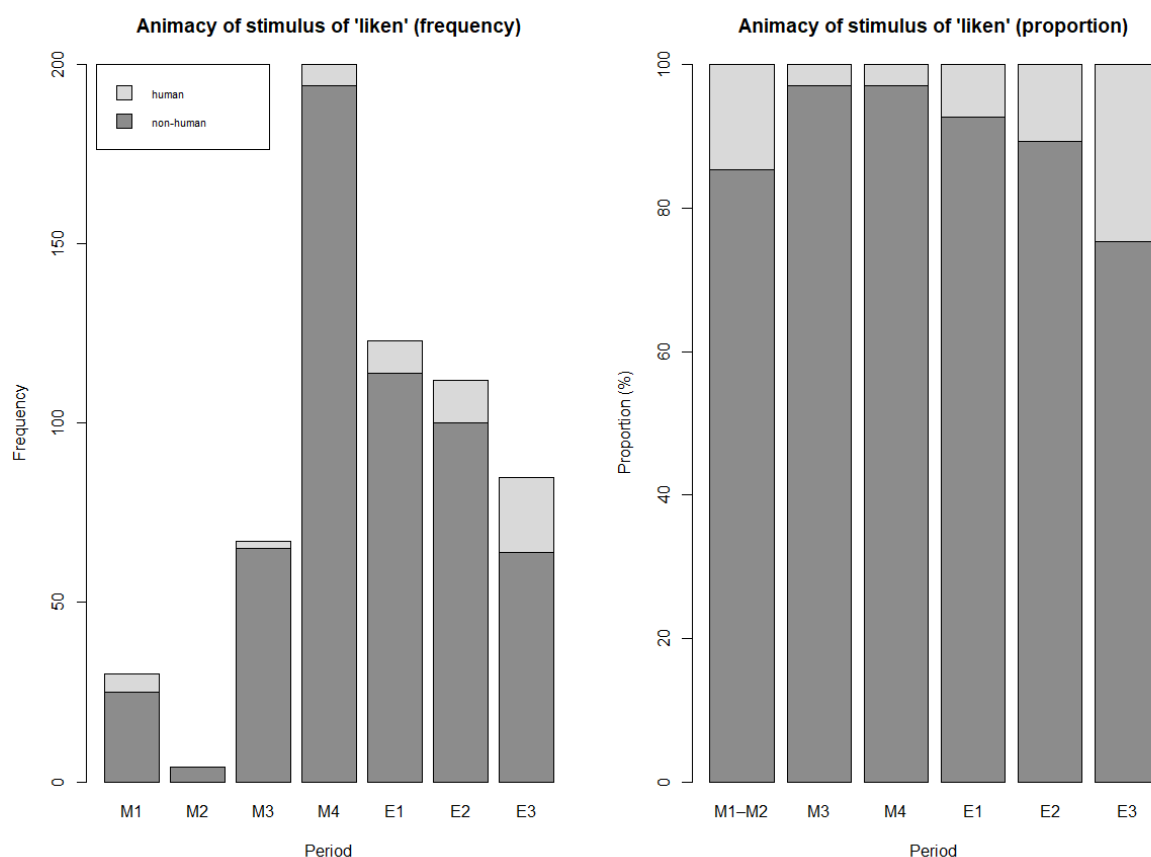 Animacy of stimulus of 'liken' (frequency)
200
150
100
50
0
Frequency
human
non-human
M1 M2 M3 M4 E1 E2 E3
Period
Animacy of stimulus of 'liken' (proportion)
100
80
60
40
20
0
Proportion (%)
M1–M2 M3 M4 E1 E2 E3
Period